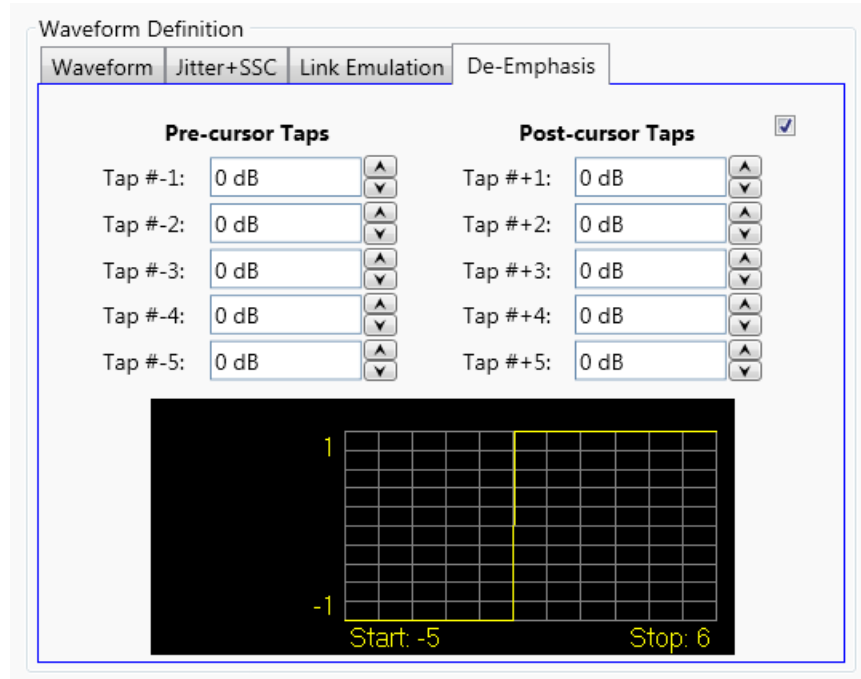 Waveform Definition
Waveform Jitter+SSC Link Emulation De-Emphasis
Pre-cursor Taps Post-cursor Taps
Tap #-1: 0 dB Tap #+1: 0 dB
Tap #-2: 0 dB Tap #+2: 0 dB
Tap #-3: 0 dB Tap #+3: 0 dB
Tap #-4: 0 dB Tap #+4: 0 dB
Tap #-5: 0 dB Tap #+5: 0 dB
1
-1
Start: -5 Stop: 6